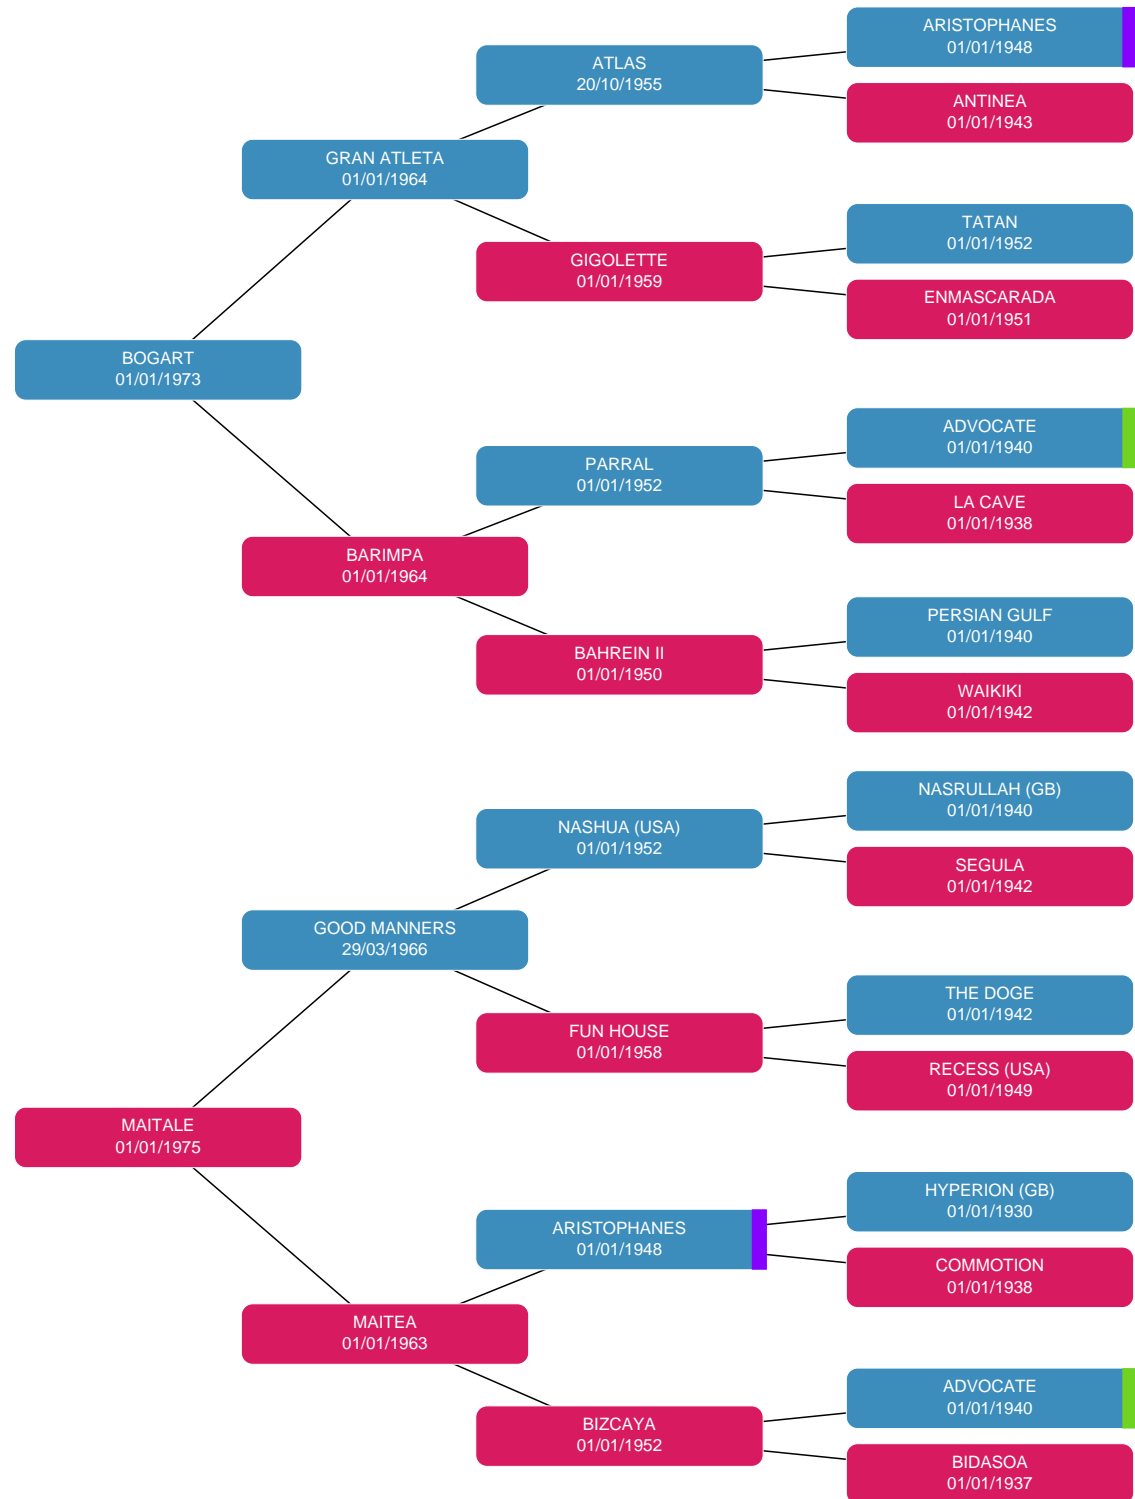 ARISTOPHANES
01/01/1948
ATLAS
20/10/1955
ANTINEA
01/01/1943
GRAN ATLETA
01/01/1964
TATAN
01/01/1952
GIGOLETTE
01/01/1959
ENMASCARADA
01/01/1951
BOGART
01/01/1973
ADVOCATE
01/01/1940
PARRAL
01/01/1952
LA CAVE
01/01/1938
BARIMPA
01/01/1964
PERSIAN GULF
01/01/1940
BAHREIN II
01/01/1950
WAIKIKI
01/01/1942
NASRULLAH (GB)
01/01/1940
NASHUA (USA)
01/01/1952
SEGULA
01/01/1942
GOOD MANNERS
29/03/1966
THE DOGE
01/01/1942
FUN HOUSE
01/01/1958
RECESS (USA)
01/01/1949
MAITALE
01/01/1975
HYPERION (GB)
01/01/1930
ARISTOPHANES
01/01/1948
COMMOTION
01/01/1938
MAITEA
01/01/1963
ADVOCATE
01/01/1940
BIZCAYA
01/01/1952
BIDASOA
01/01/1937